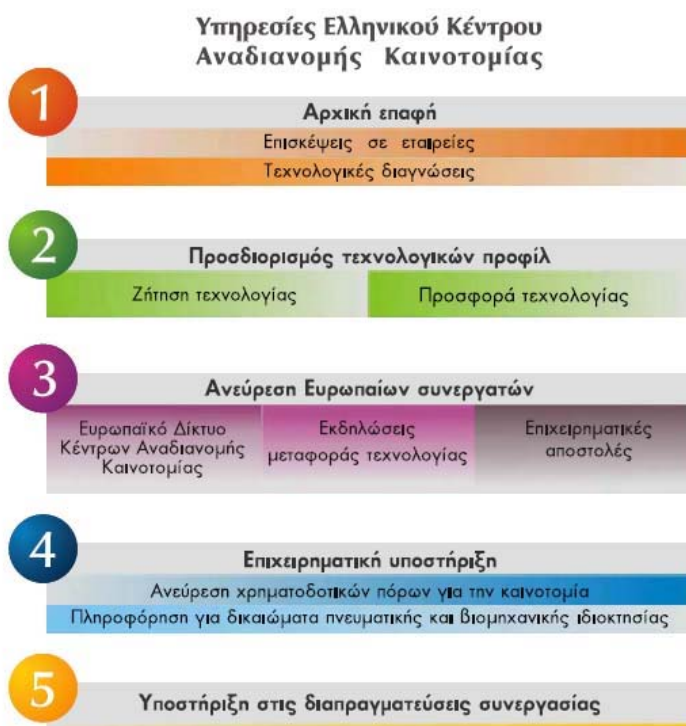 Υπηρεσίες Ελληνικού Κέντρου
Αναδιανομής Καινοτομίας
1
Αρχική επαφή
Επισκέψεις σε εταιρείες
Τεχνολογικές διαγνώσεις
2
Προσδιορισμός τεχνολογικών προφίλ
Ζήτηση τεχνολογίας
Προσφορά τεχνολογίας
3
Ανεύρεση Ευρωπαίων συνεργατών
Ευρωπαϊκό Δίκτυο
Κέντρων Αναδιανομής
Καινοτομίας
Εκδηλώσεις
μεταφοράς τεχνολογίας
Επιχειρηματικές
αποστολές
4
Επιχειρηματική υποστήριξη
Ανεύρεση χρηματοδοτικών πόρων για την καινοτομία
Πληροφόρηση για δικαιώματα πνευματικής και βιομηχανικής ιδιοκτησίας
5
Υποστήριξη στις διαπραγματεύσεις συνεργασίας